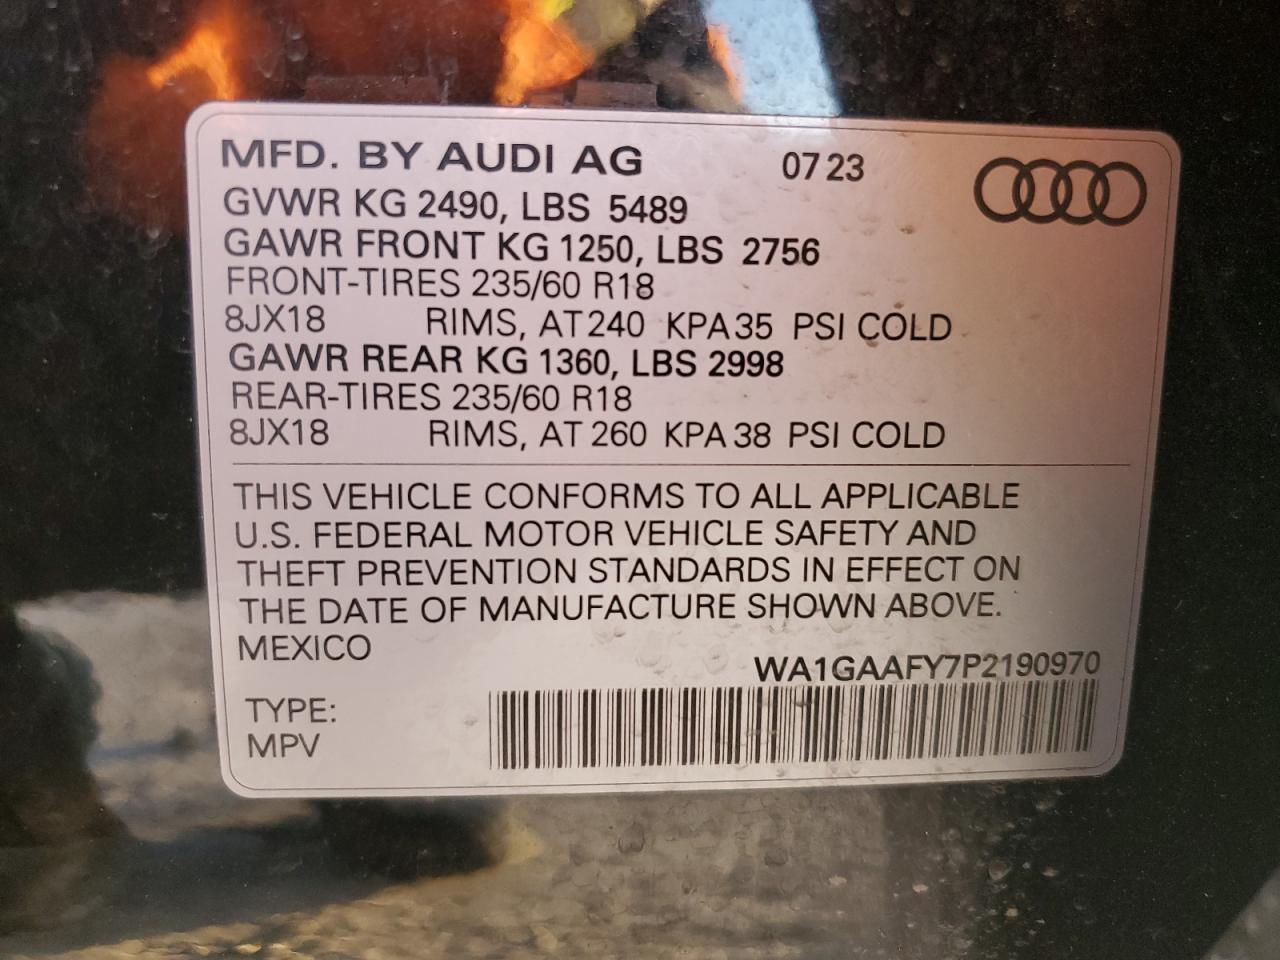 MFD. BY AUDI AG 07 23
GVWR KG 2490, LBS 5489
GAWR FRONT KG 1250, LBS 2756
FRONT-TIRES 235/60 R18
8JX18 RIMS, AT 240 KPA 35 PSI COLD
GAWR REAR KG 1360, LBS 2998
REAR-TIRES 235/60 R18
8JX18 RIMS, AT 260 KPA 38 PSI COLD
THIS VEHICLE CONFORMS TO ALL APPLICABLE
U.S. FEDERAL MOTOR VEHICLE SAFETY AND
THEFT PREVENTION STANDARDS IN EFFECT ON
THE DATE OF MANUFACTURE SHOWN ABOVE.
MEXICO
WA1GAAFY7P2190970
TYPE:
MPV